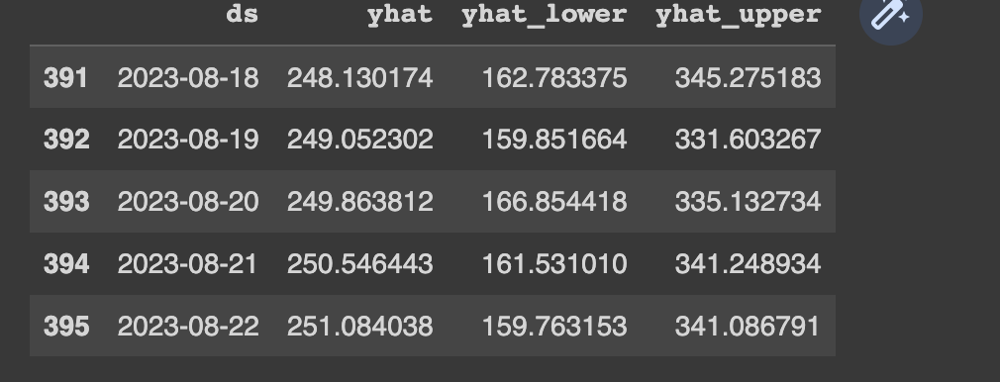 ds yhat yhat_lower yhat_upper
391 2023-08-18 248.130174 162.783375 345.275183
392 2023-08-19 249.052302 159.851664 331.603267
393 2023-08-20 249.863812 166.854418 335.132734
394 2023-08-21 250.546443 161.531010 341.248934
395 2023-08-22 251.084038 159.763153 341.086791